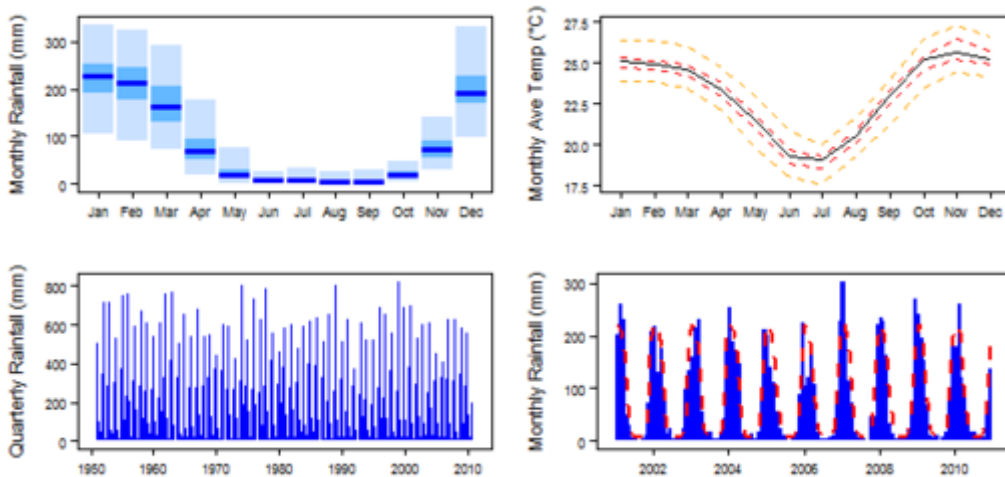 Monthly Rainfall (mm)
300
200
100
0
Jan Feb Mar Apr May Jun Jul Aug Sep Oct Nov Dec
Monthly Ave Temp (°C)
27.5
25.0
22.5
20.0
17.5
Jan Feb Mar Apr May Jun Jul Aug Sep Oct Nov Dec
Quarterly Rainfall (mm)
800
600
400
200
0
1950 1960 1970 1980 1990 2000 2010
Monthly Rainfall (mm)
300
200
100
0
2002 2004 2006 2008 2010